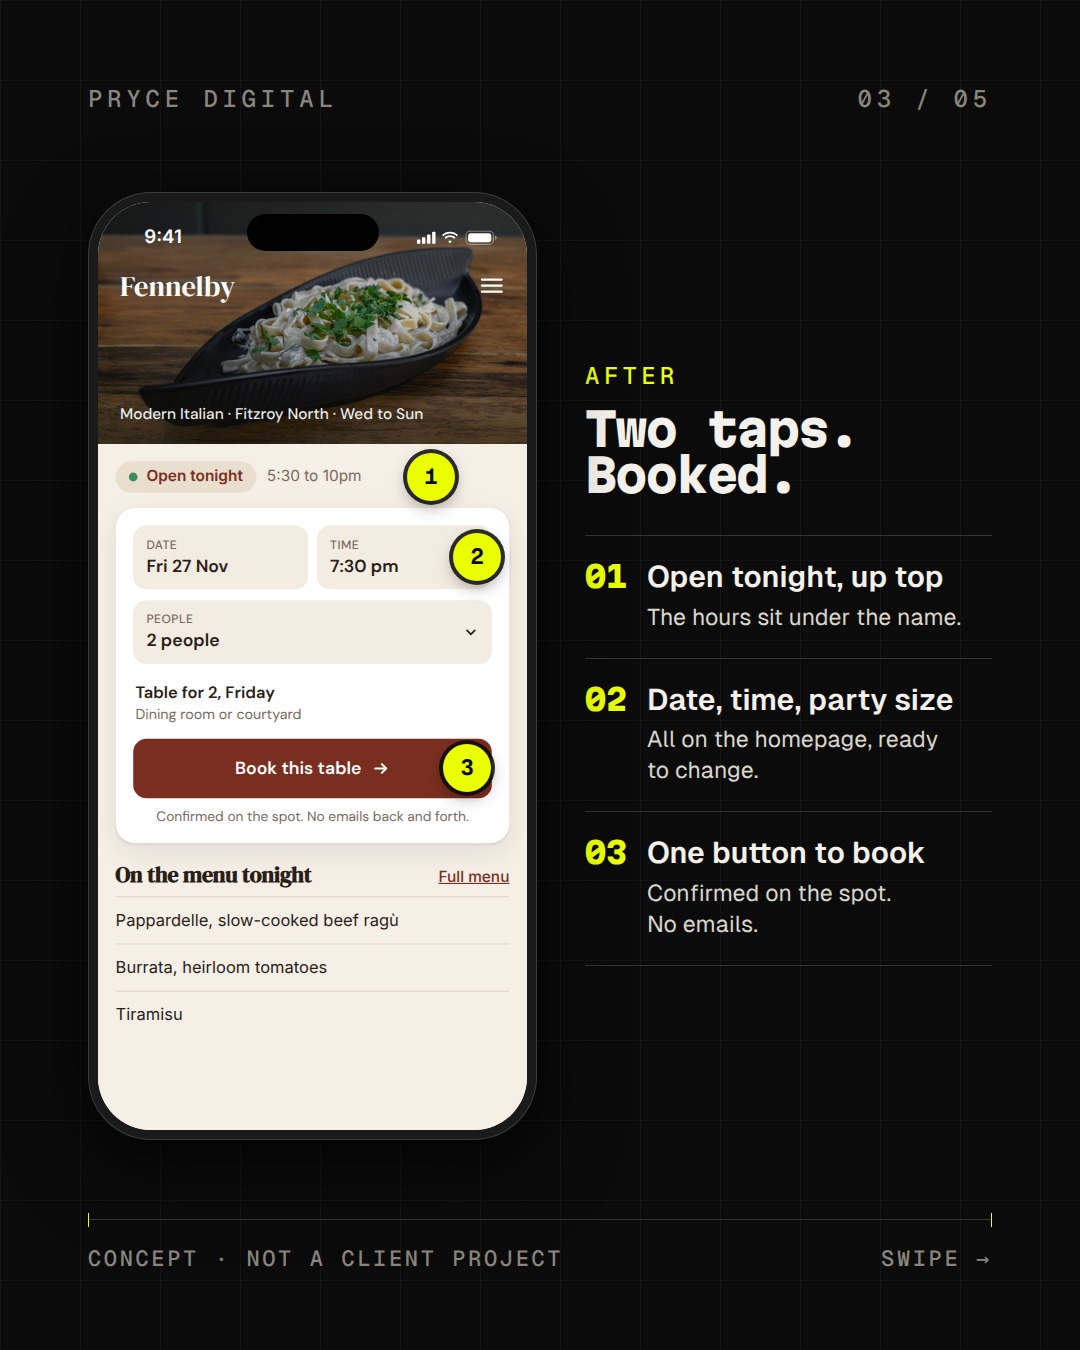 PRYCE DIGITAL
03 / 05
9:41
Fennelby
Modern Italian · Fitzroy North · Wed to Sun
Open tonight 5:30 to 10pm
1
DATE
Fri 27 Nov
TIME
7:30 pm
2
PEOPLE
2 people
Table for 2, Friday
Dining room or courtyard
Book this table →
3
Confirmed on the spot. No emails back and forth.
On the menu tonight
Full menu
Pappardelle, slow-cooked beef ragù
Burrata, heirloom tomatoes
Tiramisu
AFTER
Two taps.
Booked.
01 Open tonight, up top
The hours sit under the name.
02 Date, time, party size
All on the homepage, ready
to change.
03 One button to book
Confirmed on the spot.
No emails.
CONCEPT · NOT A CLIENT PROJECT
SWIPE →